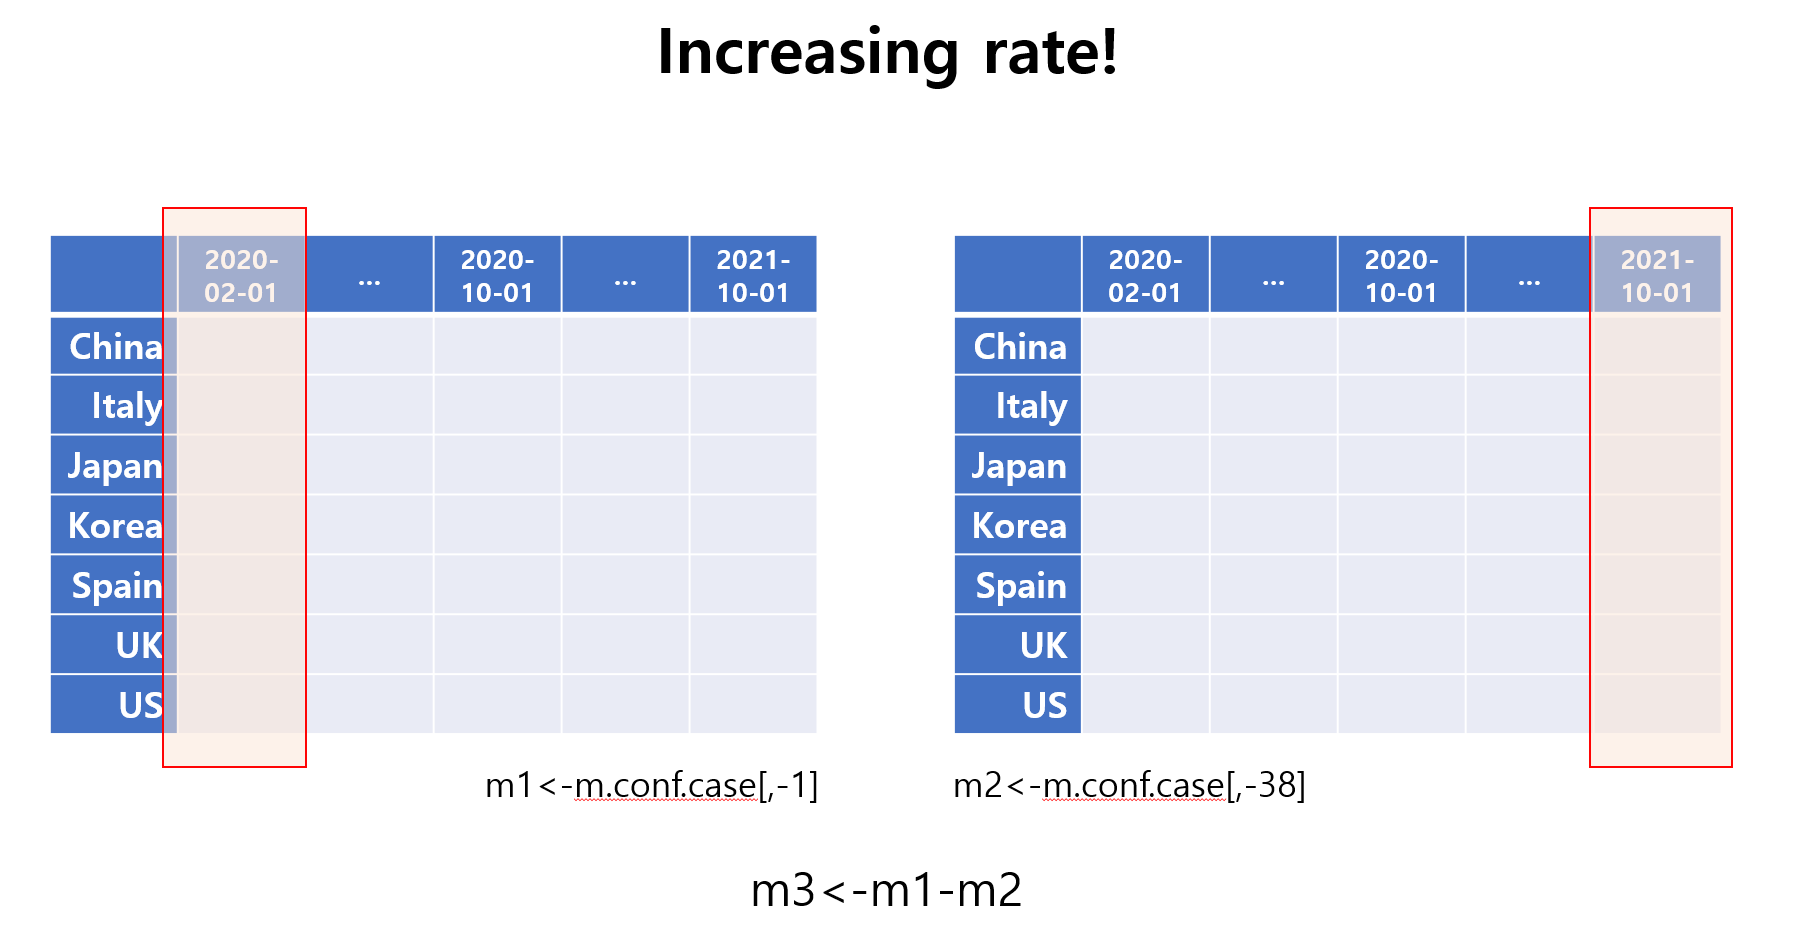 Increasing rate!
2020-
02-01
...
2020-
10-01
...
2021-
10-01
China
Italy
Japan
Korea
Spain
UK
US
m1<-m.conf.case[,-1]
2020-
02-01
...
2020-
10-01
...
2021-
10-01
China
Italy
Japan
Korea
Spain
UK
US
m2<-m.conf.case[,-38]
m3<-m1-m2